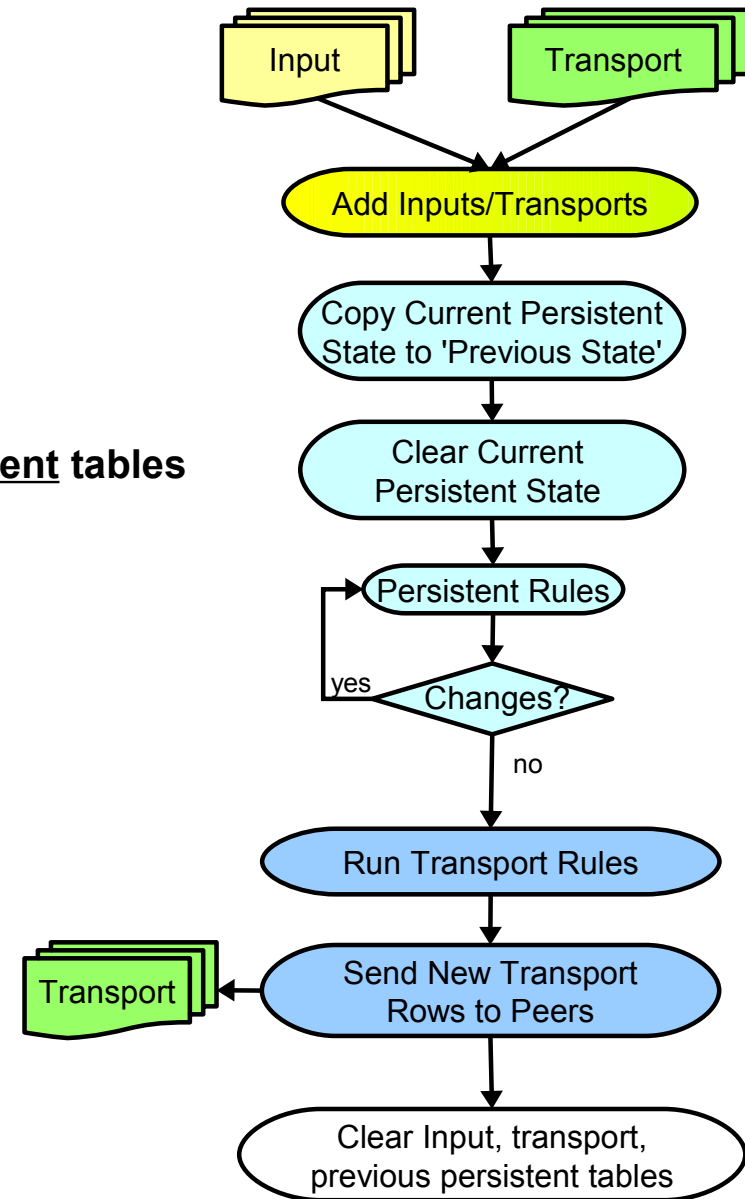 Input
Transport
Add Inputs/Transports
Copy Current Persistent
State to 'Previous State'
ent tables
Clear Current
Persistent State
Persistent Rules
yes
Changes?
no
Run Transport Rules
Transport
Send New Transport
Rows to Peers
Clear Input, transport,
previous persistent tables